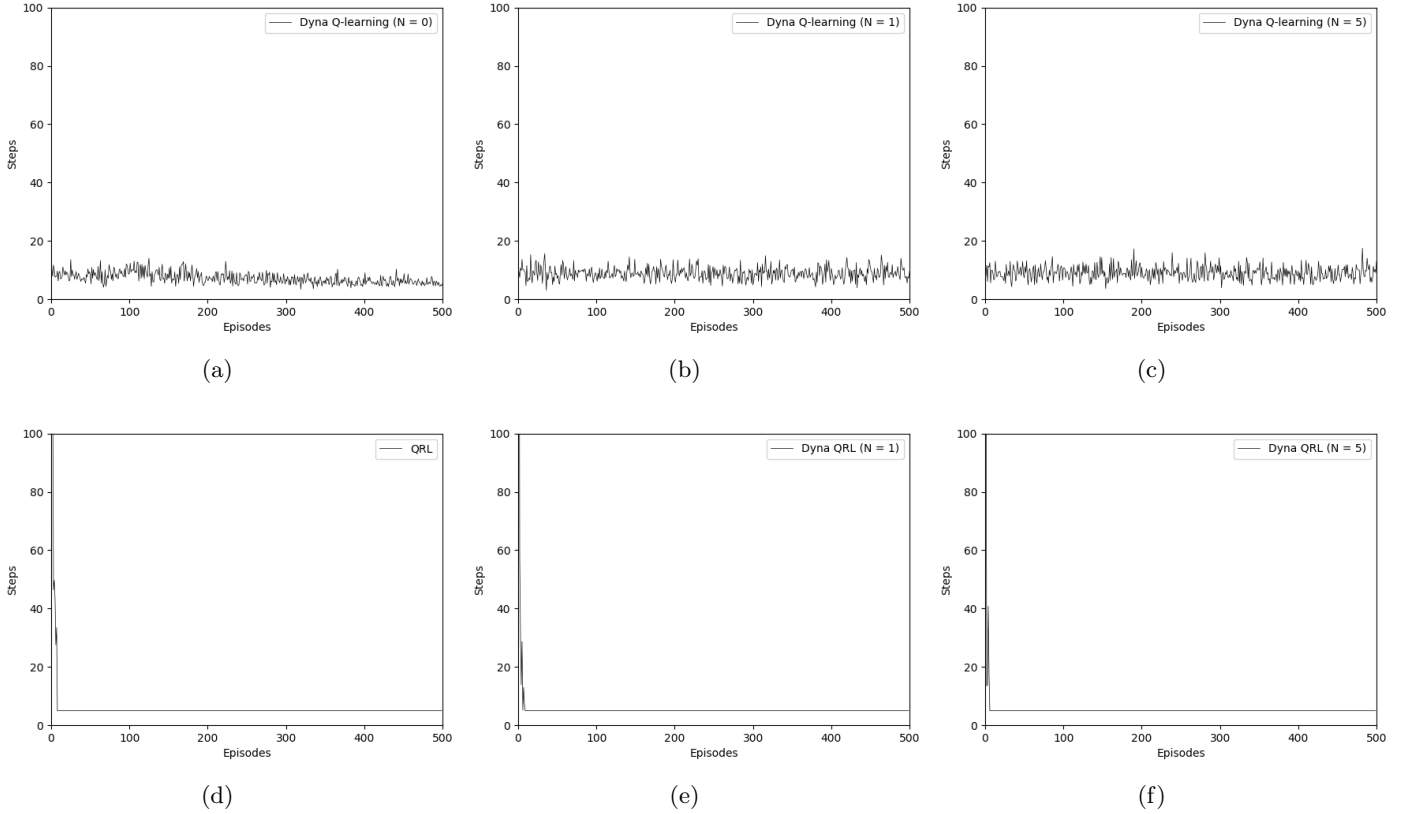 100
80
60
40
20
0
Steps
Dyna Q-learning (N = 0)
0 100 200 300 400 500
Episodes
(a)
100
80
60
40
20
0
Steps
Dyna Q-learning (N = 1)
0 100 200 300 400 500
Episodes
(b)
100
80
60
40
20
0
Steps
Dyna Q-learning (N = 5)
0 100 200 300 400 500
Episodes
(c)
100
80
60
40
20
0
Steps
QRL
0 100 200 300 400 500
Episodes
(d)
100
80
60
40
20
0
Steps
Dyna QRL (N = 1)
0 100 200 300 400 500
Episodes
(e)
100
80
60
40
20
0
Steps
Dyna QRL (N = 5)
0 100 200 300 400 500
Episodes
(f)